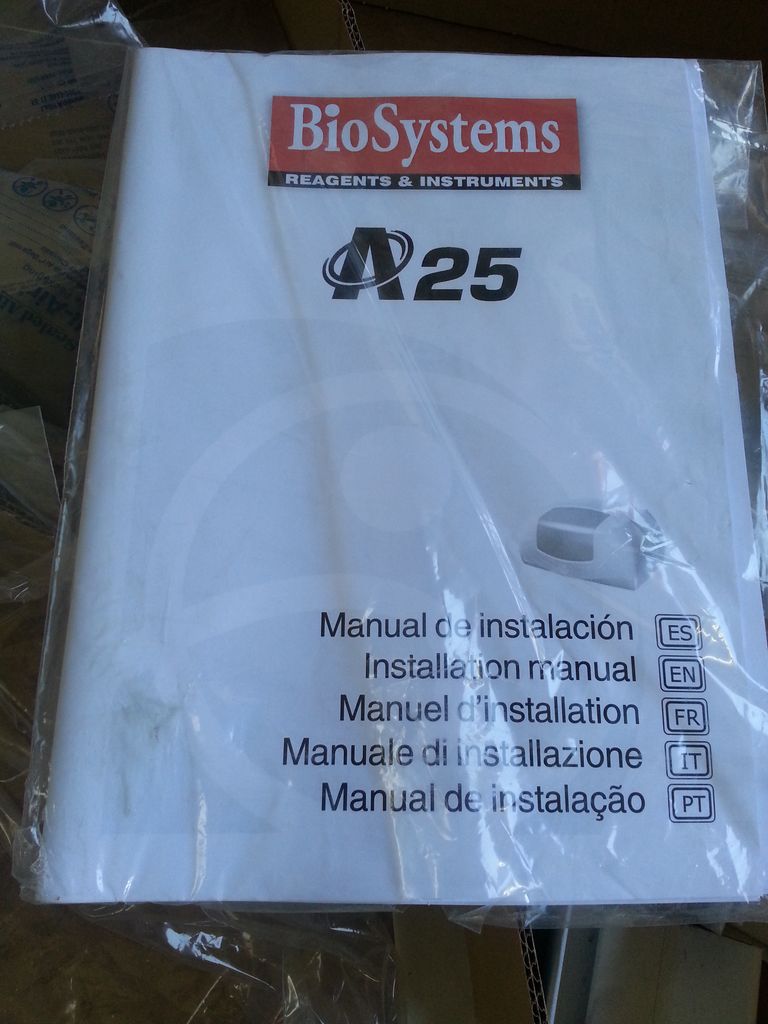 BioSystems
REAGENTS & INSTRUMENTS
A25
Manual de instalación ES
Installation manual EN
Manuel d'installation FR
Manuale di installazione IT
Manual de instalação PT